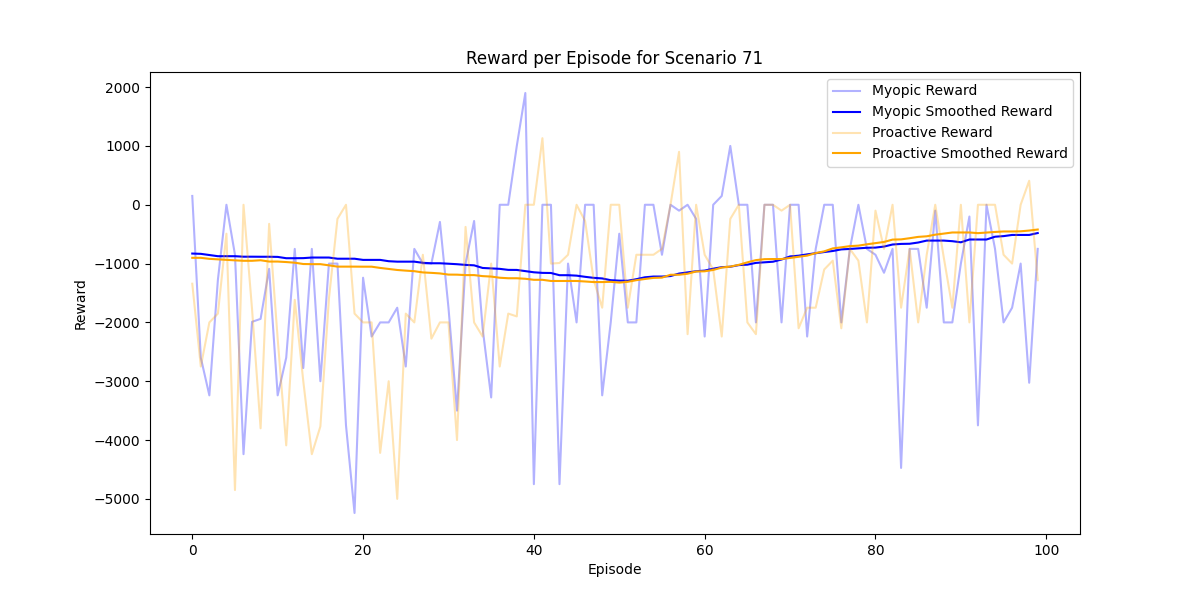 Reward per Episode for Scenario 71
Myopic Reward
Myopic Smoothed Reward
Proactive Reward
Proactive Smoothed Reward
2000
1000
0
−1000
−2000
−3000
−4000
−5000
Reward
0 20 40 60 80 100
Episode